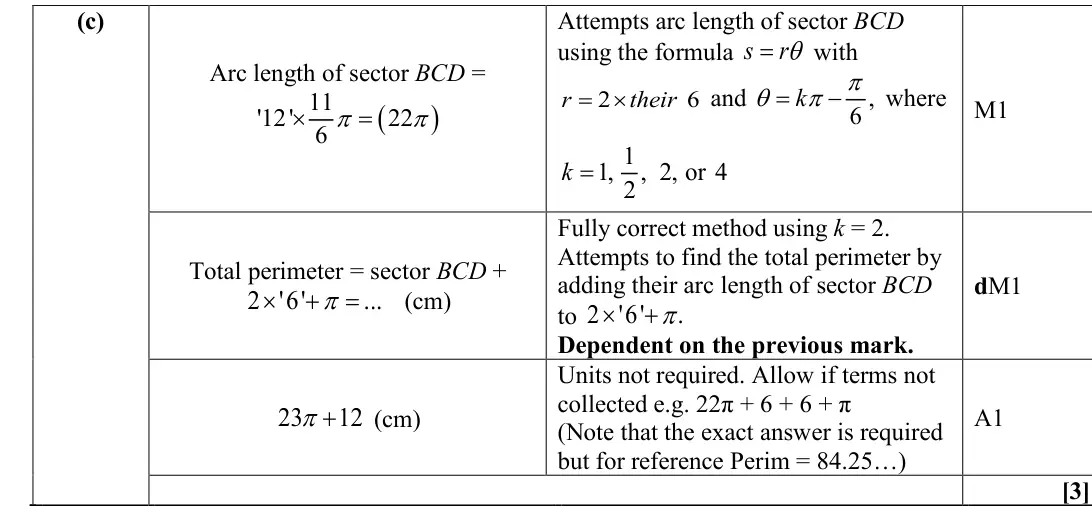 (c)
Arc length of sector BCD =
'12'×11/6 π = (22π)
Attempts arc length of sector BCD
using the formula s = rθ with
r = 2×their 6 and θ = kπ − π/6, where
k = 1, 1/2, 2, or 4
M1
Total perimeter = sector BCD +
2×'6'+π = ... (cm)
Fully correct method using k = 2.
Attempts to find the total perimeter by
adding their arc length of sector BCD
to 2×'6'+π.
Dependent on the previous mark.
dM1
23π +12 (cm)
Units not required. Allow if terms not
collected e.g. 22π + 6 + 6 + π
(Note that the exact answer is required
but for reference Perim = 84.25…)
A1
[3]